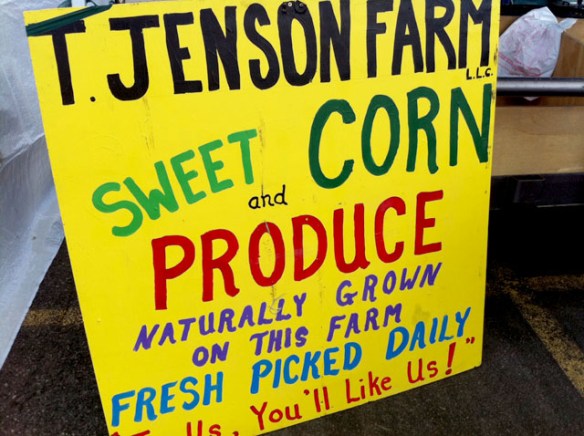 T. JENSON FARM
L.L.C.
SWEET CORN
and
PRODUCE
NATURALLY GROWN
ON THIS FARM
FRESH PICKED DAILY
Us, You'll Like Us!"